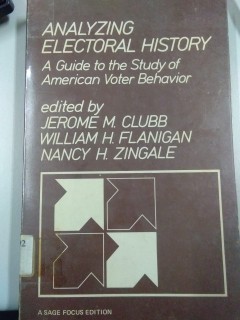 ANALYZING
ELECTORAL HISTORY
A Guide to the Study of
American Voter Behavior
edited by
JEROME M. CLUBB
WILLIAM H. FLANIGAN
NANCY H. ZINGALE
A SAGE FOCUS EDITION